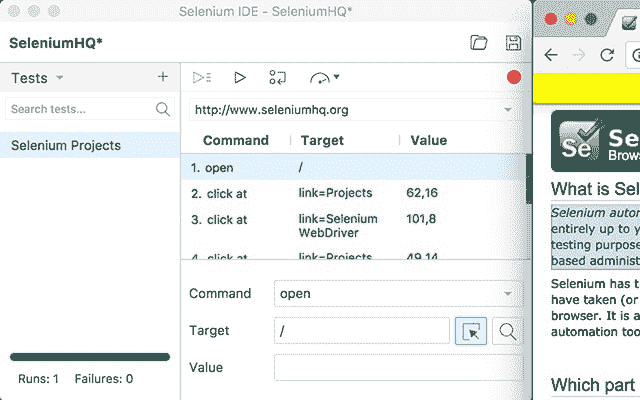 Selenium IDE - SeleniumHQ*
SeleniumHQ*
Tests
Search tests...
Selenium Projects
Runs: 1 Failures: 0
http://www.seleniumhq.org
Command Target Value
1. open /
2. click at link=Projects 62,16
3. click at link=Selenium WebDriver 101,8
4. click at link=Projects 49,14
Command open
Target /
Value
Se
Brows
What is Sel
Selenium autom
entirely up to y
testing purpose
based administ
Selenium has t
have taken (or
browser. It is a
automation too
Which part